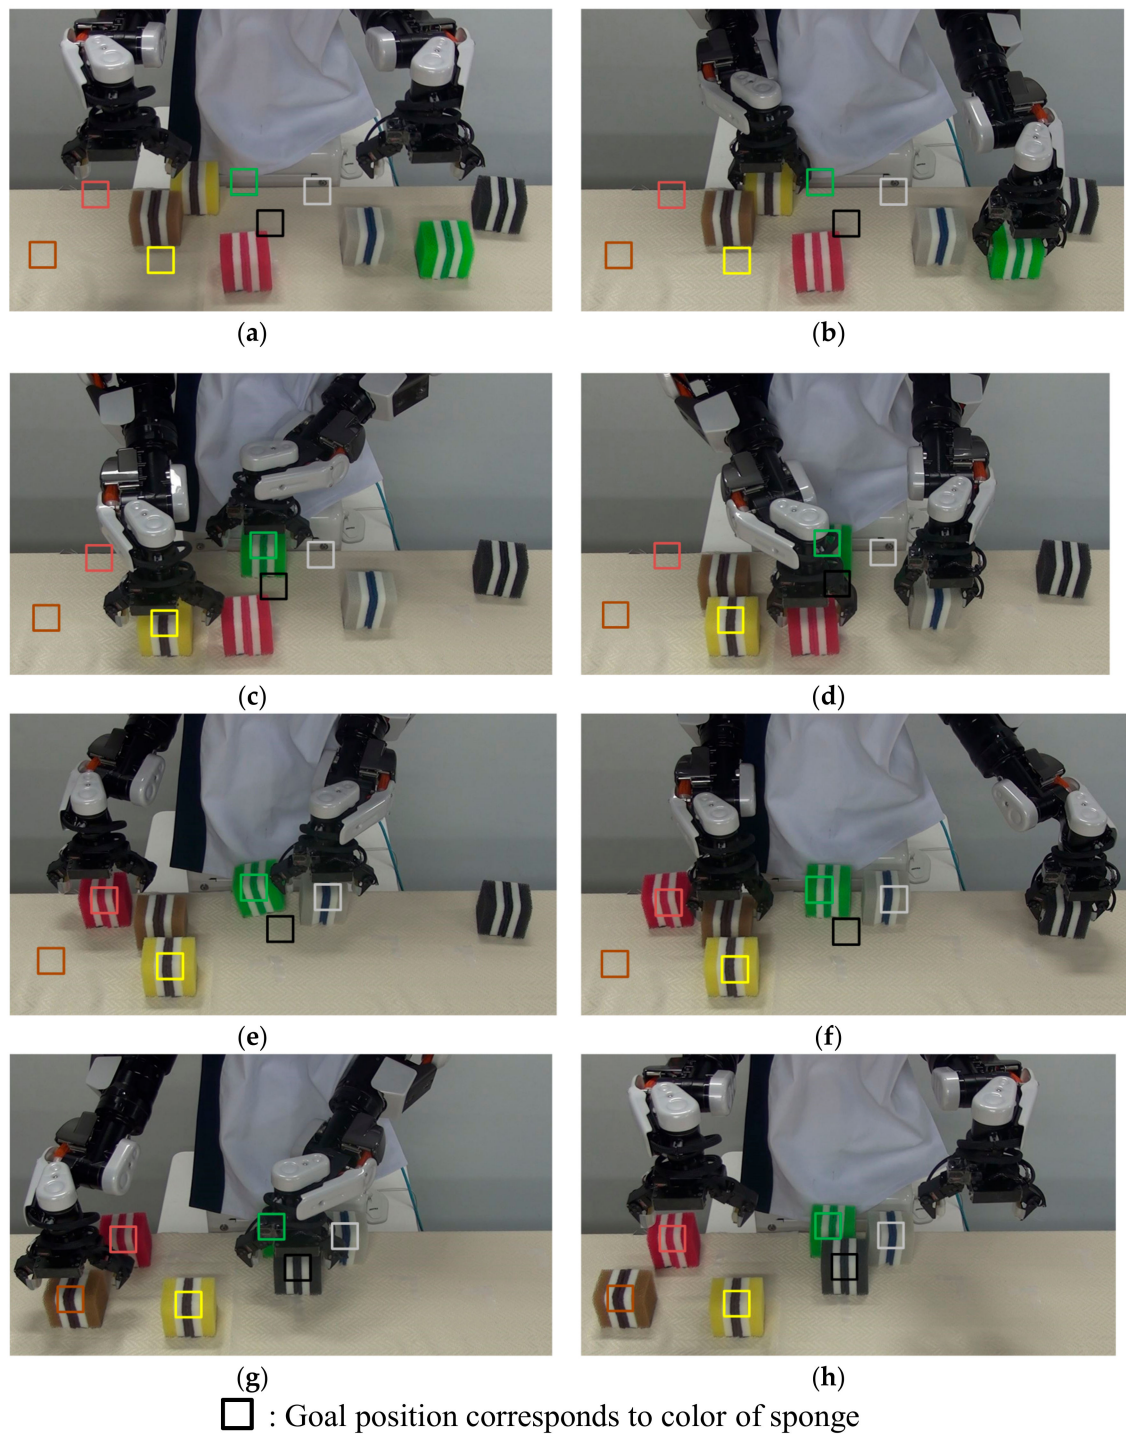 (a)
(b)
(c)
(d)
(e)
(f)
(g)
(h)
: Goal position corresponds to color of sponge